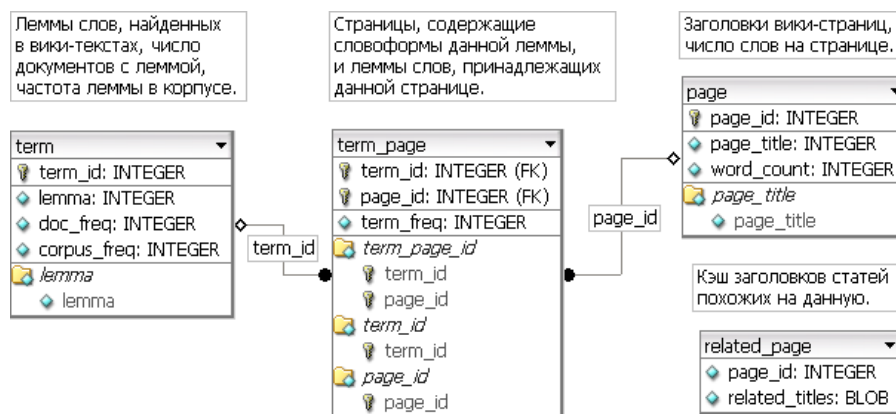 Леммы слов, найденных
в вики-текстах, число
документов с леммой,
частота леммы в корпусе.
Страницы, содержащие
словоформы данной леммы,
и леммы слов, принадлежащих
данной странице.
Заголовки вики-страниц,
число слов на странице.
term
term_id: INTEGER
lemma: INTEGER
doc_freq: INTEGER
corpus_freq: INTEGER
lemma
lemma
term_id
term_page
term_id: INTEGER (FK)
page_id: INTEGER (FK)
term_freq: INTEGER
term_page_id
term_id
page_id
term_id
term_id
page_id
page_id
page_id
page
page_id: INTEGER
page_title: INTEGER
word_count: INTEGER
page_title
page_title
Кэш заголовков статей
похожих на данную.
related_page
page_id: INTEGER
related_titles: BLOB